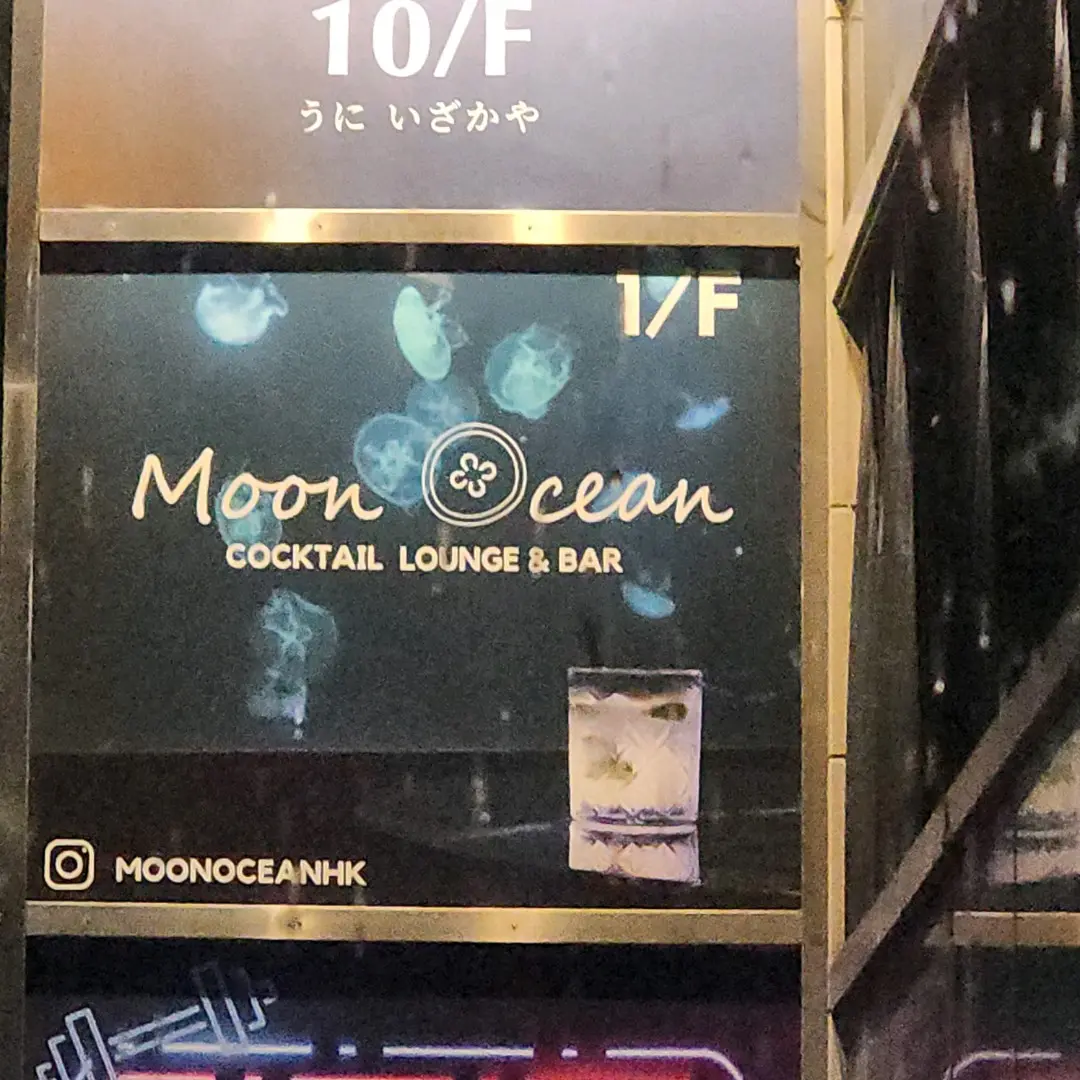 10/F
うに いざかや
1/F
Moon Ocean
COCKTAIL LOUNGE & BAR
MOONOCEANHK